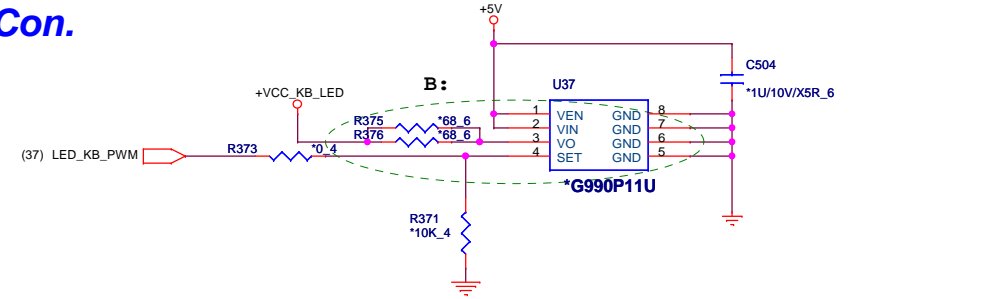 Con.
+5V
C504
*1U/10V/X5R_6
B:
U37
+VCC_KB_LED
R375 *68_6
R376 *68_6
1 VEN GND 8
2 VIN GND 7
3 VO GND 6
4 SET GND 5
(37) LED_KB_PWM
R373 *0_4
*G990P11U
R371
*10K_4